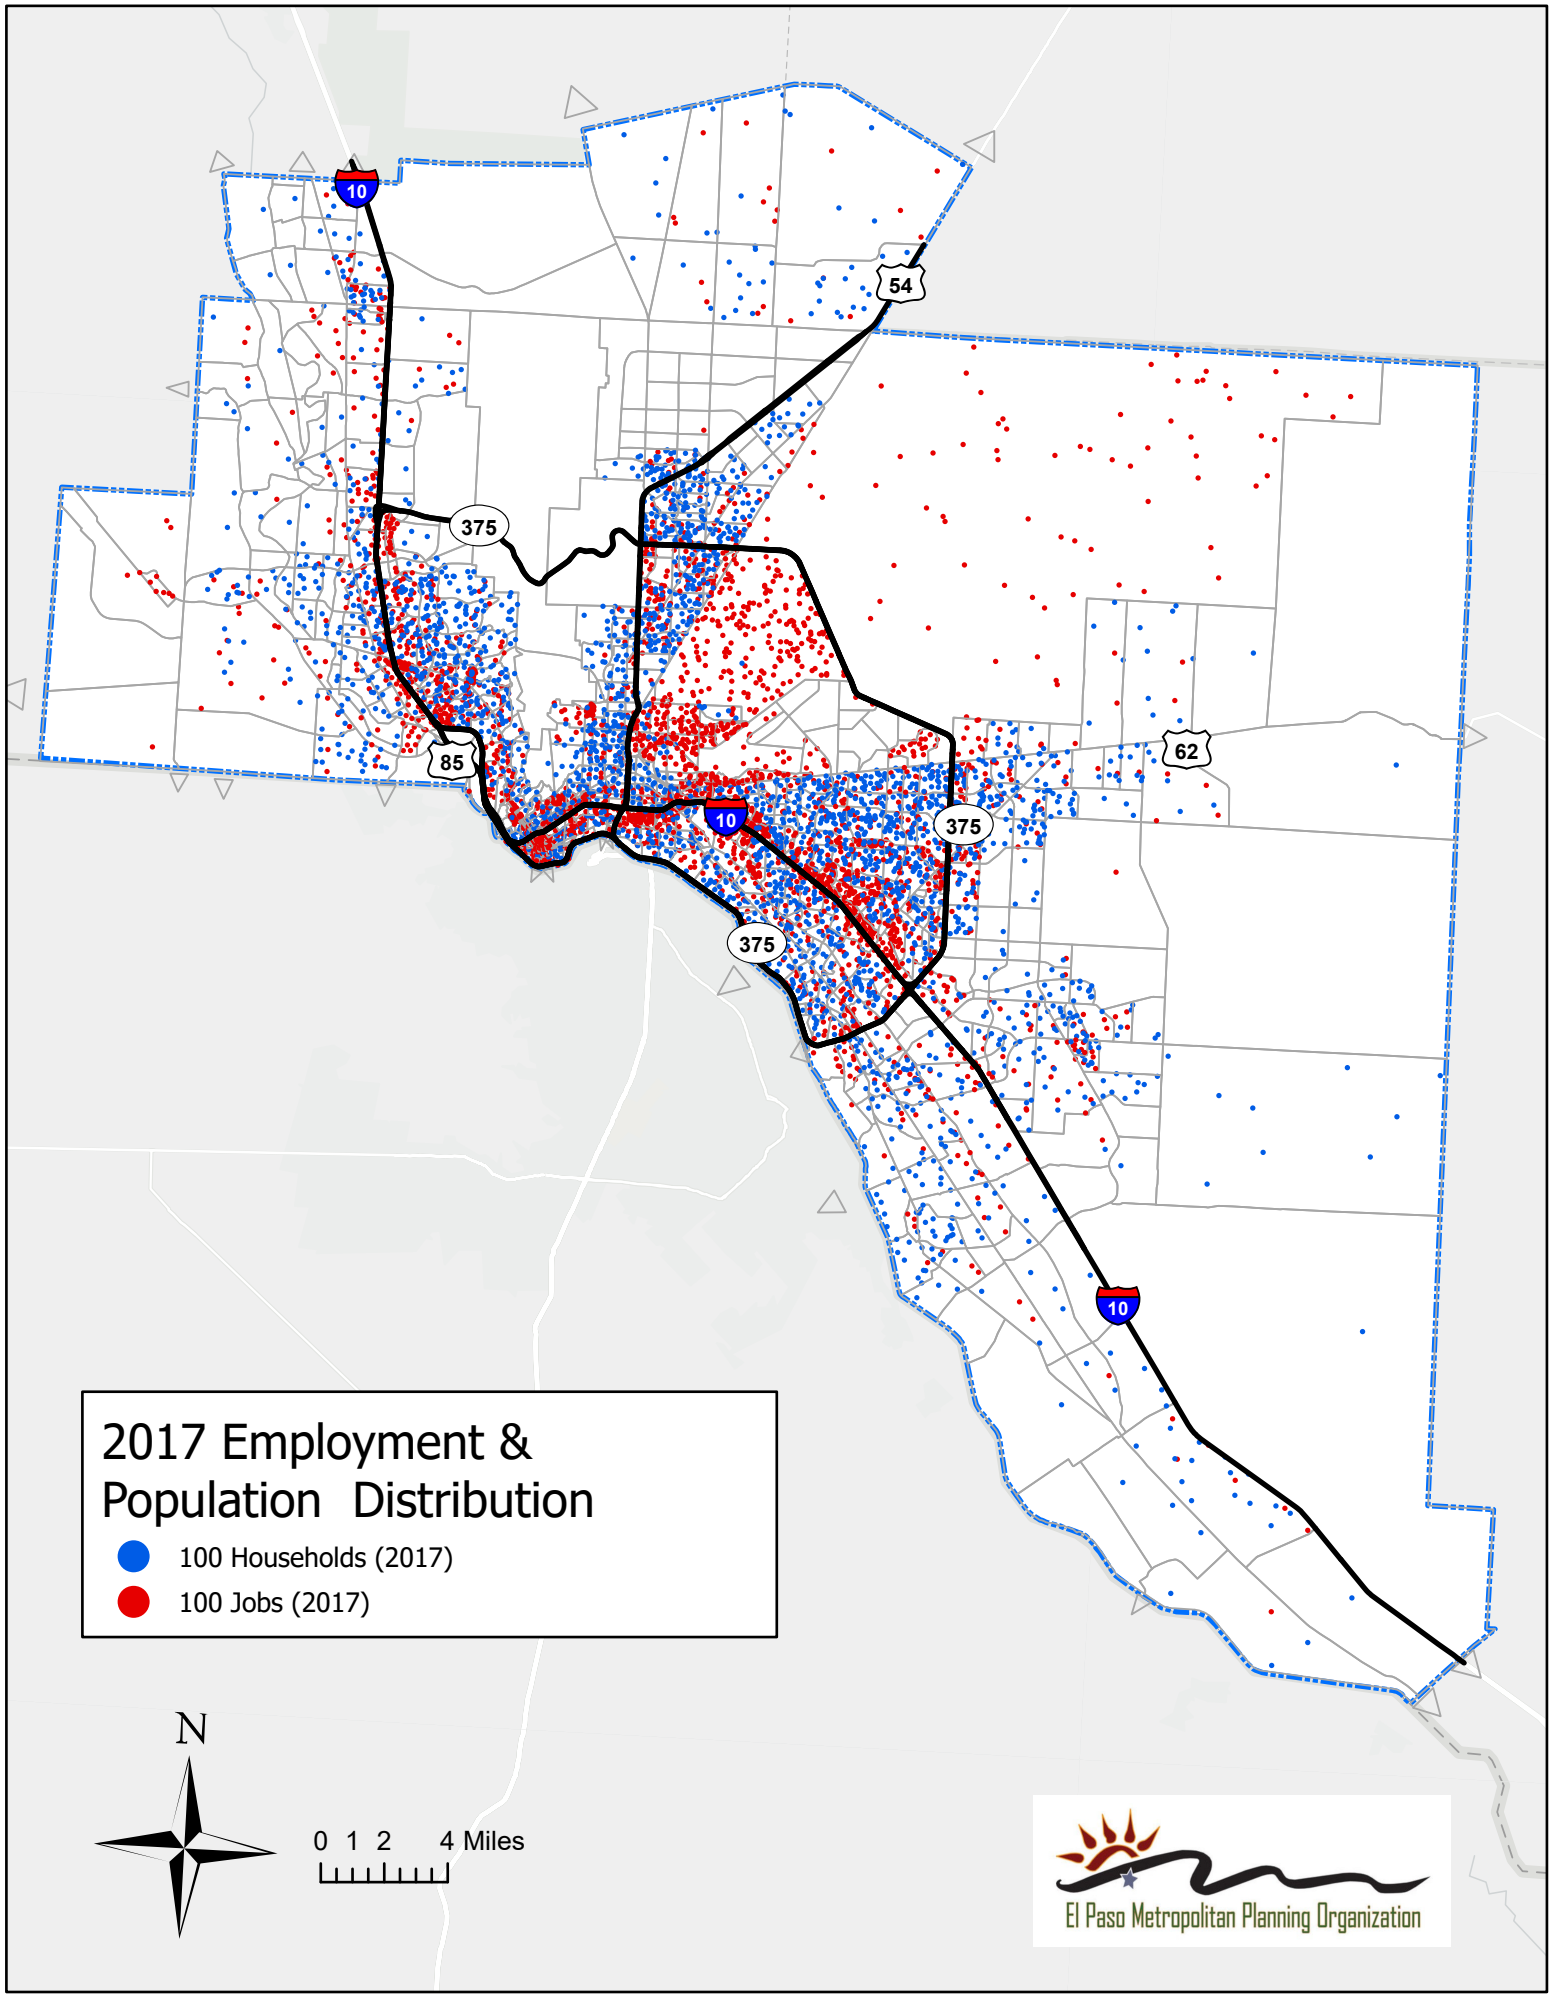 10
54
375
62
85
10
375
375
10
2017 Employment &
Population Distribution
100 Households (2017)
100 Jobs (2017)
N
0 1 2 4 Miles
El Paso Metropolitan Planning Organization